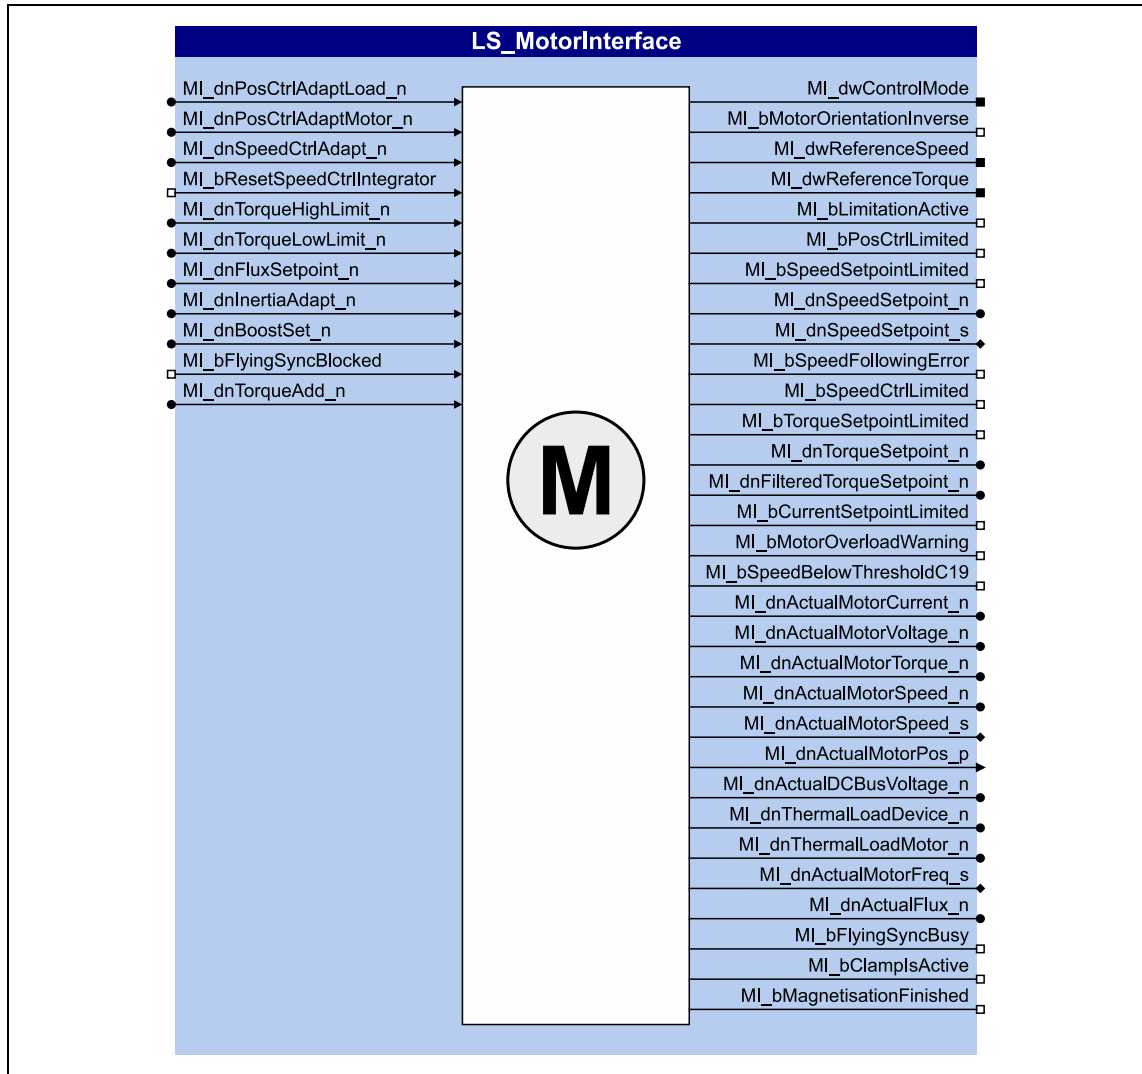 LS_MotorInterface
MI_dnPosCtrlAdaptLoad_n
MI_dnPosCtrlAdaptMotor_n
MI_dnSpeedCtrlAdapt_n
MI_bResetSpeedCtrlIntegrator
MI_dnTorqueHighLimit_n
MI_dnTorqueLowLimit_n
MI_dnFluxSetpoint_n
MI_dnInertiaAdapt_n
MI_dnBoostSet_n
MI_bFlyingSyncBlocked
MI_dnTorqueAdd_n
M
MI_dwControlMode
MI_bMotorOrientationInverse
MI_dwReferenceSpeed
MI_dwReferenceTorque
MI_bLimitationActive
MI_bPosCtrlLimited
MI_bSpeedSetpointLimited
MI_dnSpeedSetpoint_n
MI_dnSpeedSetpoint_s
MI_bSpeedFollowingError
MI_bSpeedCtrlLimited
MI_bTorqueSetpointLimited
MI_dnTorqueSetpoint_n
MI_dnFilteredTorqueSetpoint_n
MI_bCurrentSetpointLimited
MI_bMotorOverloadWarning
MI_bSpeedBelowThresholdC19
MI_dnActualMotorCurrent_n
MI_dnActualMotorVoltage_n
MI_dnActualMotorTorque_n
MI_dnActualMotorSpeed_n
MI_dnActualMotorSpeed_s
MI_dnActualMotorPos_p
MI_dnActualDCBusVoltage_n
MI_dnThermalLoadDevice_n
MI_dnThermalLoadMotor_n
MI_dnActualMotorFreq_s
MI_dnActualFlux_n
MI_bFlyingSyncBusy
MI_bClampIsActive
MI_bMagnetisationFinished